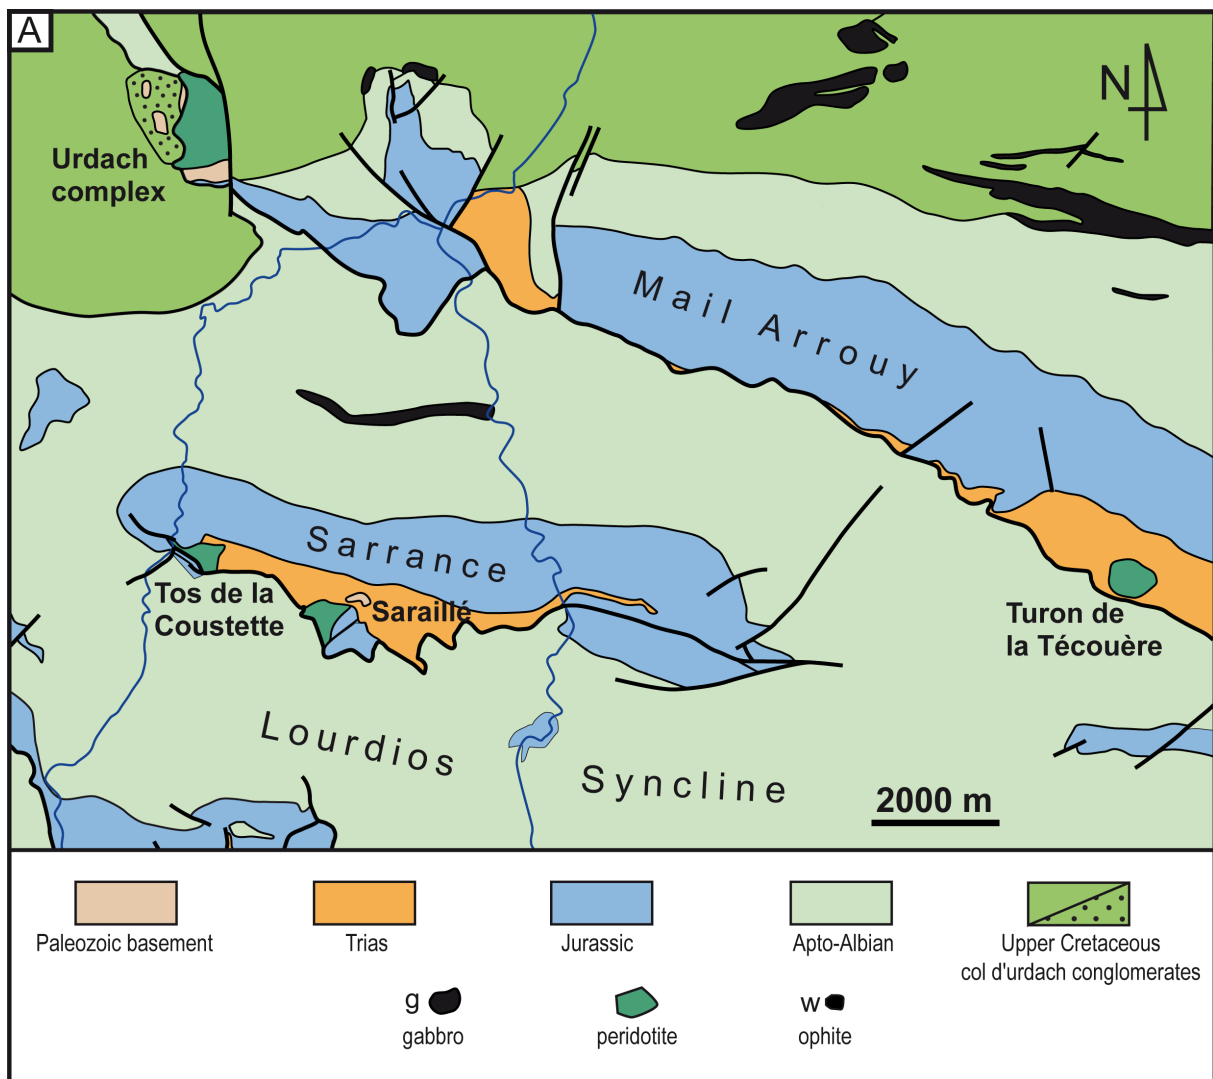 A
N
Urdach
complex
Mail Arrouy
Sarrance
Tos de la
Coustette
Saraillé
Turon de
la Técouère
Lourdios
Syncline
2000 m
Paleozoic basement
Trias
Jurassic
Apto-Albian
Upper Cretaceous
col d'urdach conglomerates
g
gabbro
peridotite
w
ophite